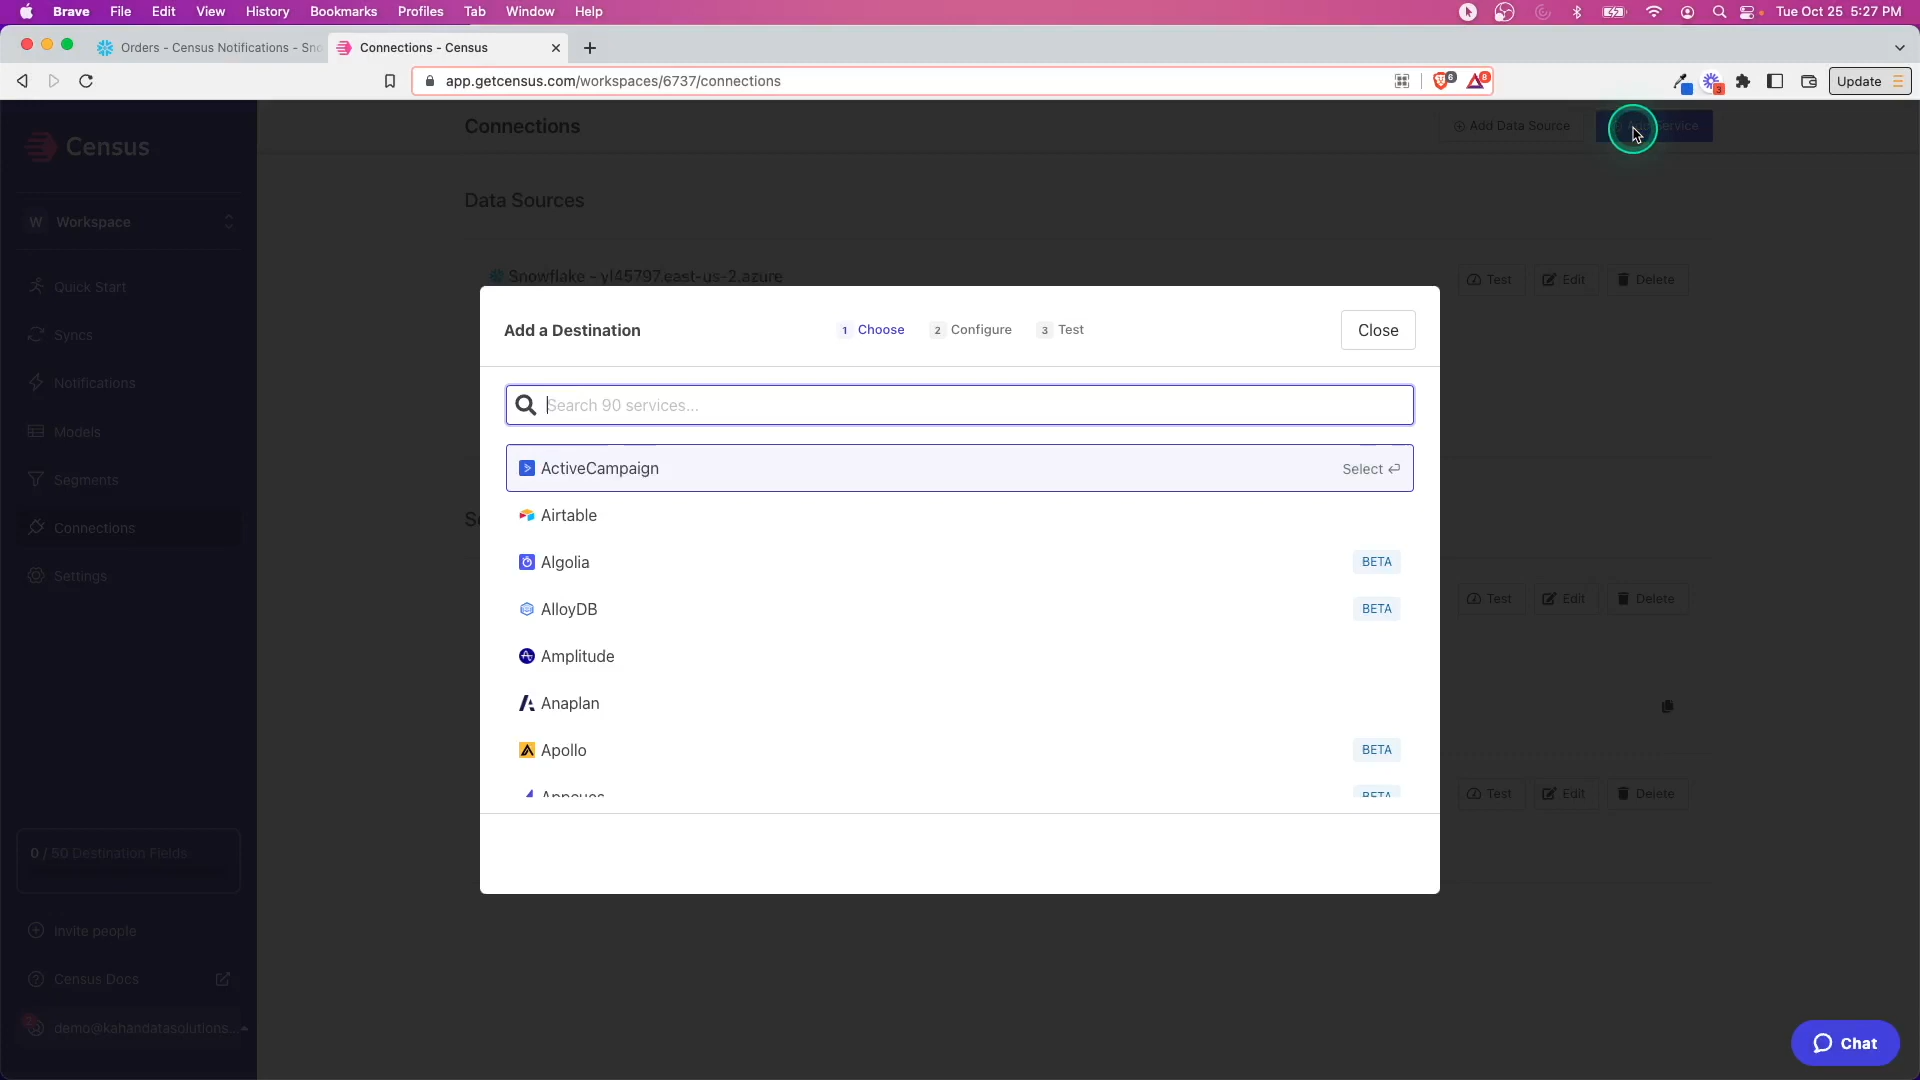 Brave File Edit View History Bookmarks Profiles Tab Window Help Tue Oct 25 5:27 PM
Orders - Census Notifications - Sno Connections - Census
app.getcensus.com/workspaces/6737/connections 6 8 3 Update
Census
Connections Add Data Source Service
W Workspace
Data Sources
Snowflake - yl45797.east-us-2.azure Test Edit Delete
Quick Start
Syncs
Notifications
Models
Segments
Connections
Settings
Add a Destination 1 Choose 2 Configure 3 Test Close
Search 90 services...
ActiveCampaign Select
Airtable
Algolia BETA
AlloyDB BETA
Test Edit Delete
Amplitude
Anaplan
Apollo BETA
Appcues BETA
Test Edit Delete
0 / 50 Destination Fields
Invite people
Census Docs
demo@kahandatasolutions...
Chat